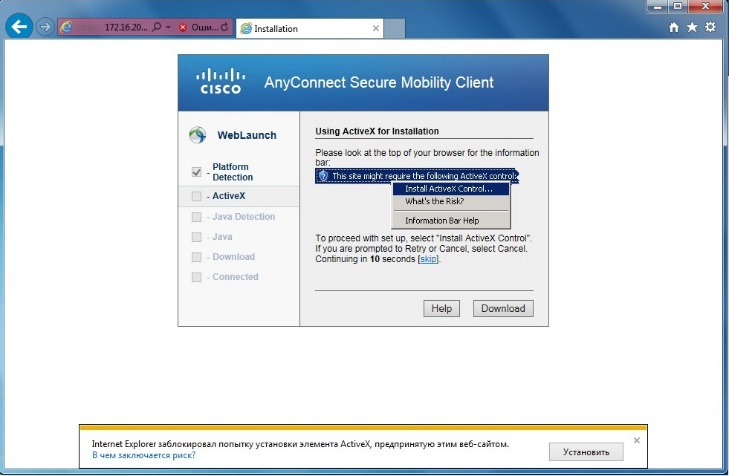 172.16.20...
Оши...
Installation
CISCO
AnyConnect Secure Mobility Client
WebLaunch
- Platform
Detection
- ActiveX
- Java Detection
- Java
- Download
- Connected
Using ActiveX for Installation
Please look at the top of your browser for the information
bar:
This site might require the following ActiveX control:
Install ActiveX Control...
What's the Risk?
Information Bar Help
To proceed with set up, select "Install ActiveX Control".
If you are prompted to Retry or Cancel, select Cancel.
Continuing in 10 seconds [skip].
Help
Download
Internet Explorer заблокировал попытку установки элемента ActiveX, предпринятую этим веб-сайтом.
В чем заключается риск?
Установить